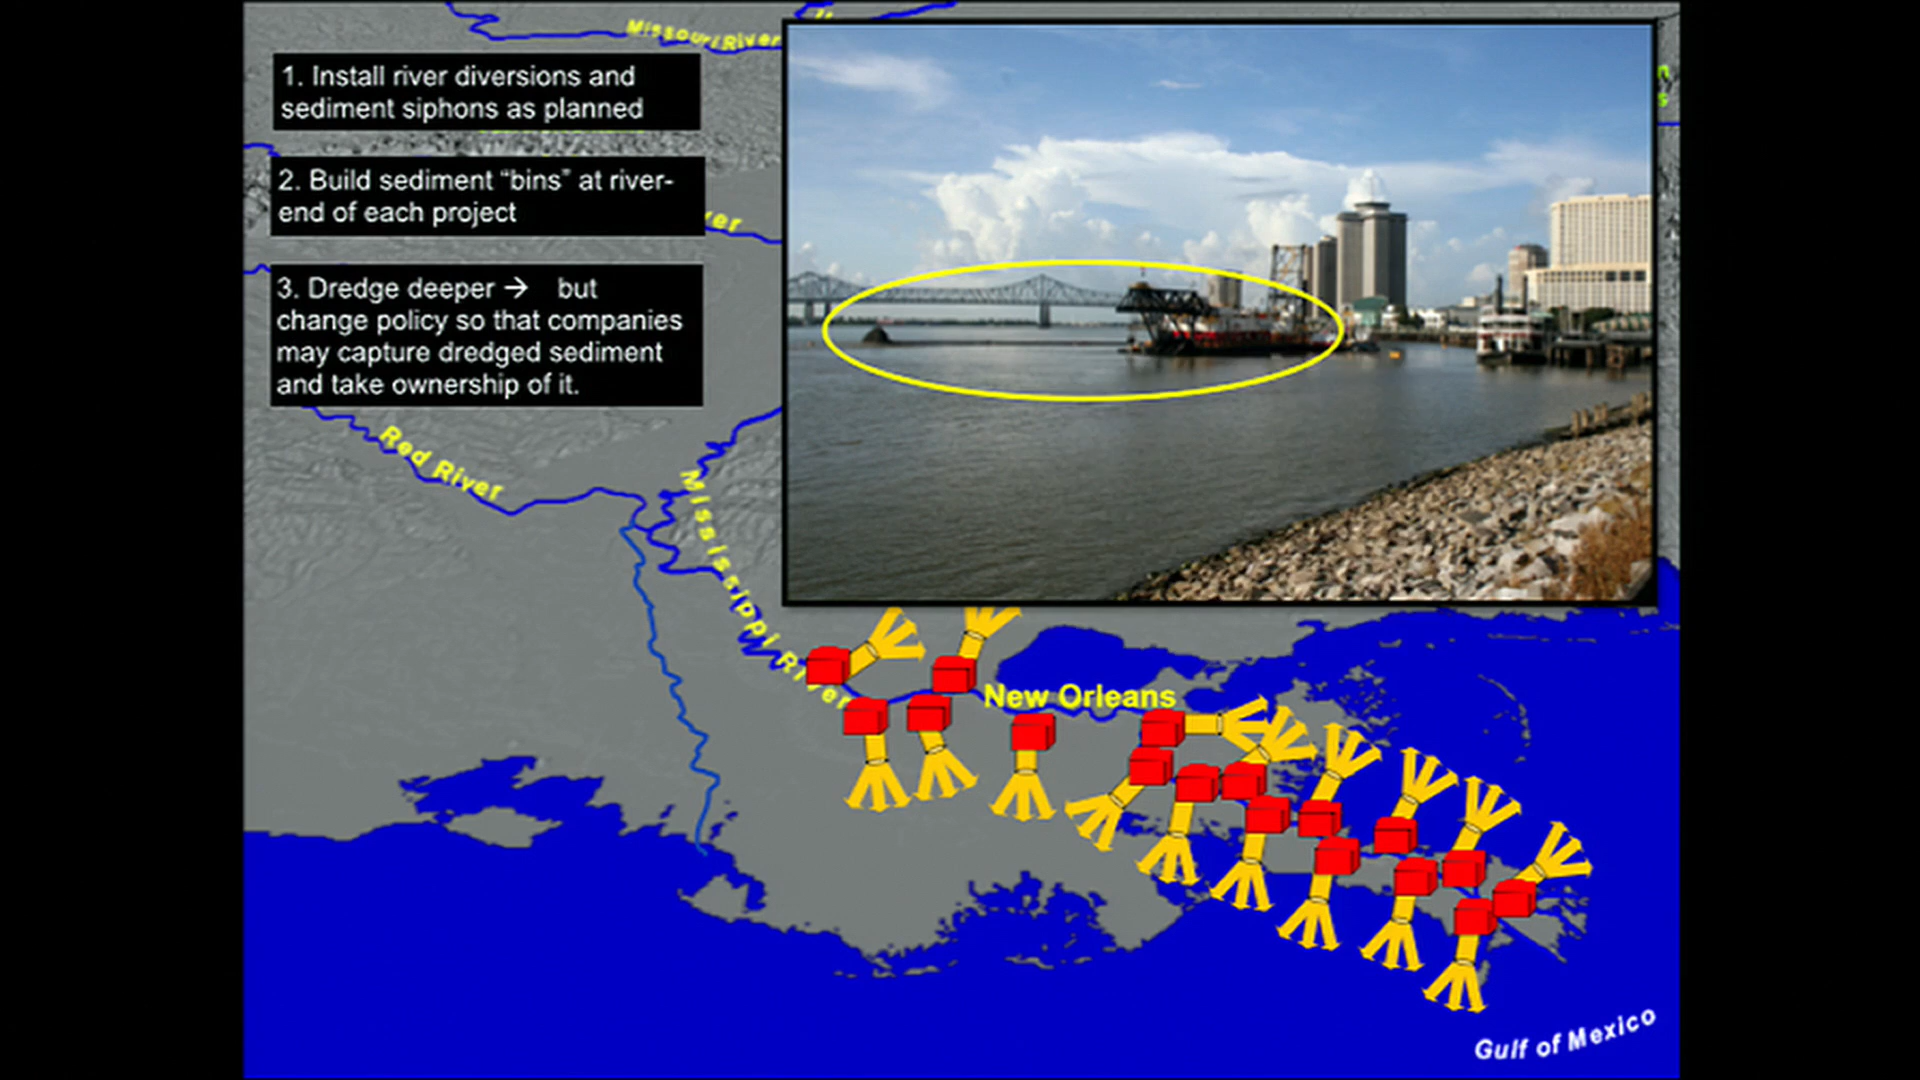 Missouri River
1. Install river diversions and
sediment siphons as planned
2. Build sediment “bins” at river-
end of each project
ver
3. Dredge deeper → but
change policy so that companies
may capture dredged sediment
and take ownership of it.
Red River
Mississippi River
New Orleans
Gulf of Mexico